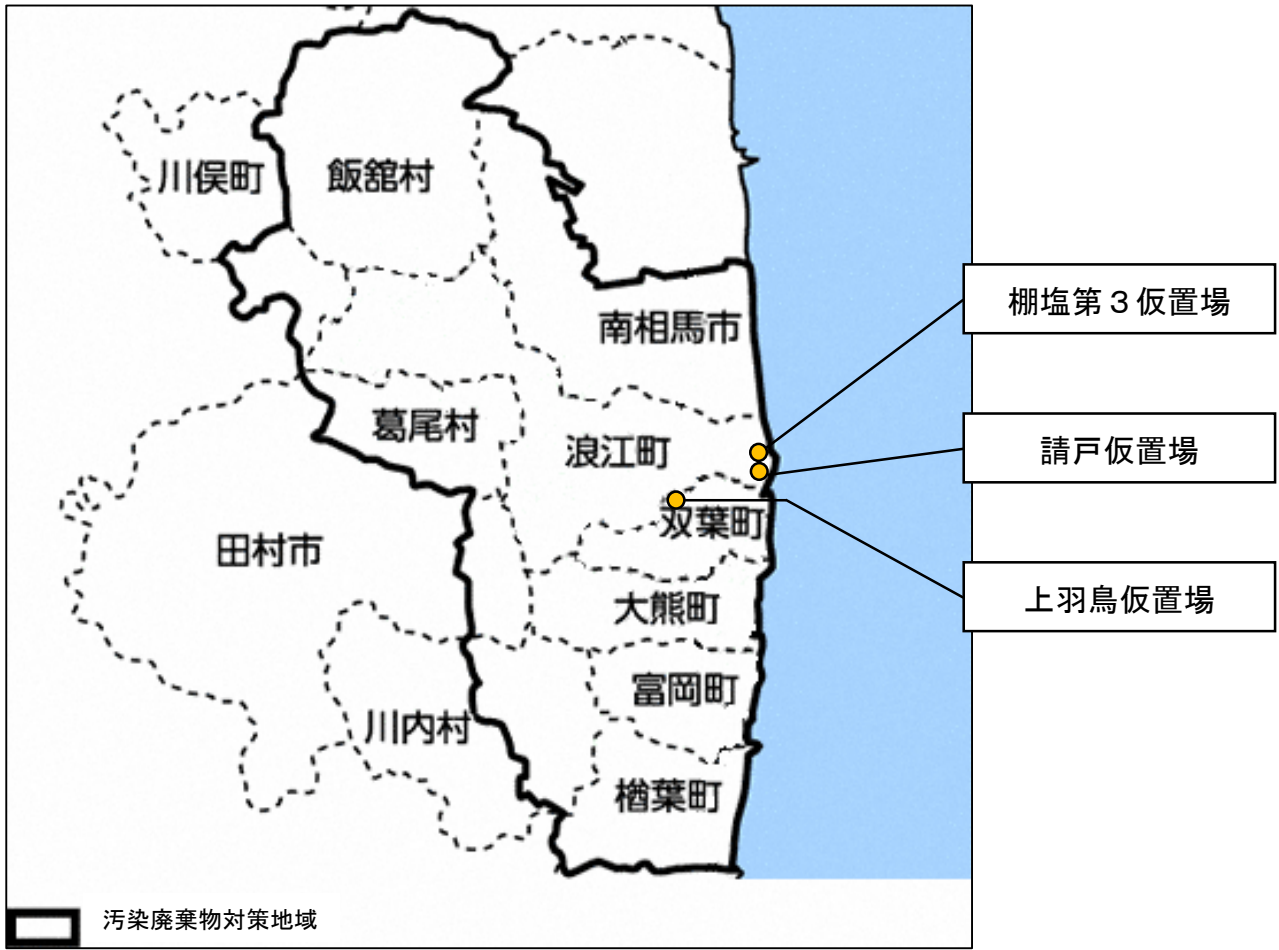 川俣町
飯舘村
南相馬市
棚塩第３仮置場
葛尾村
浪江町
請戸仮置場
双葉町
田村市
大熊町
上羽鳥仮置場
富岡町
川内村
楢葉町
汚染廃棄物対策地域